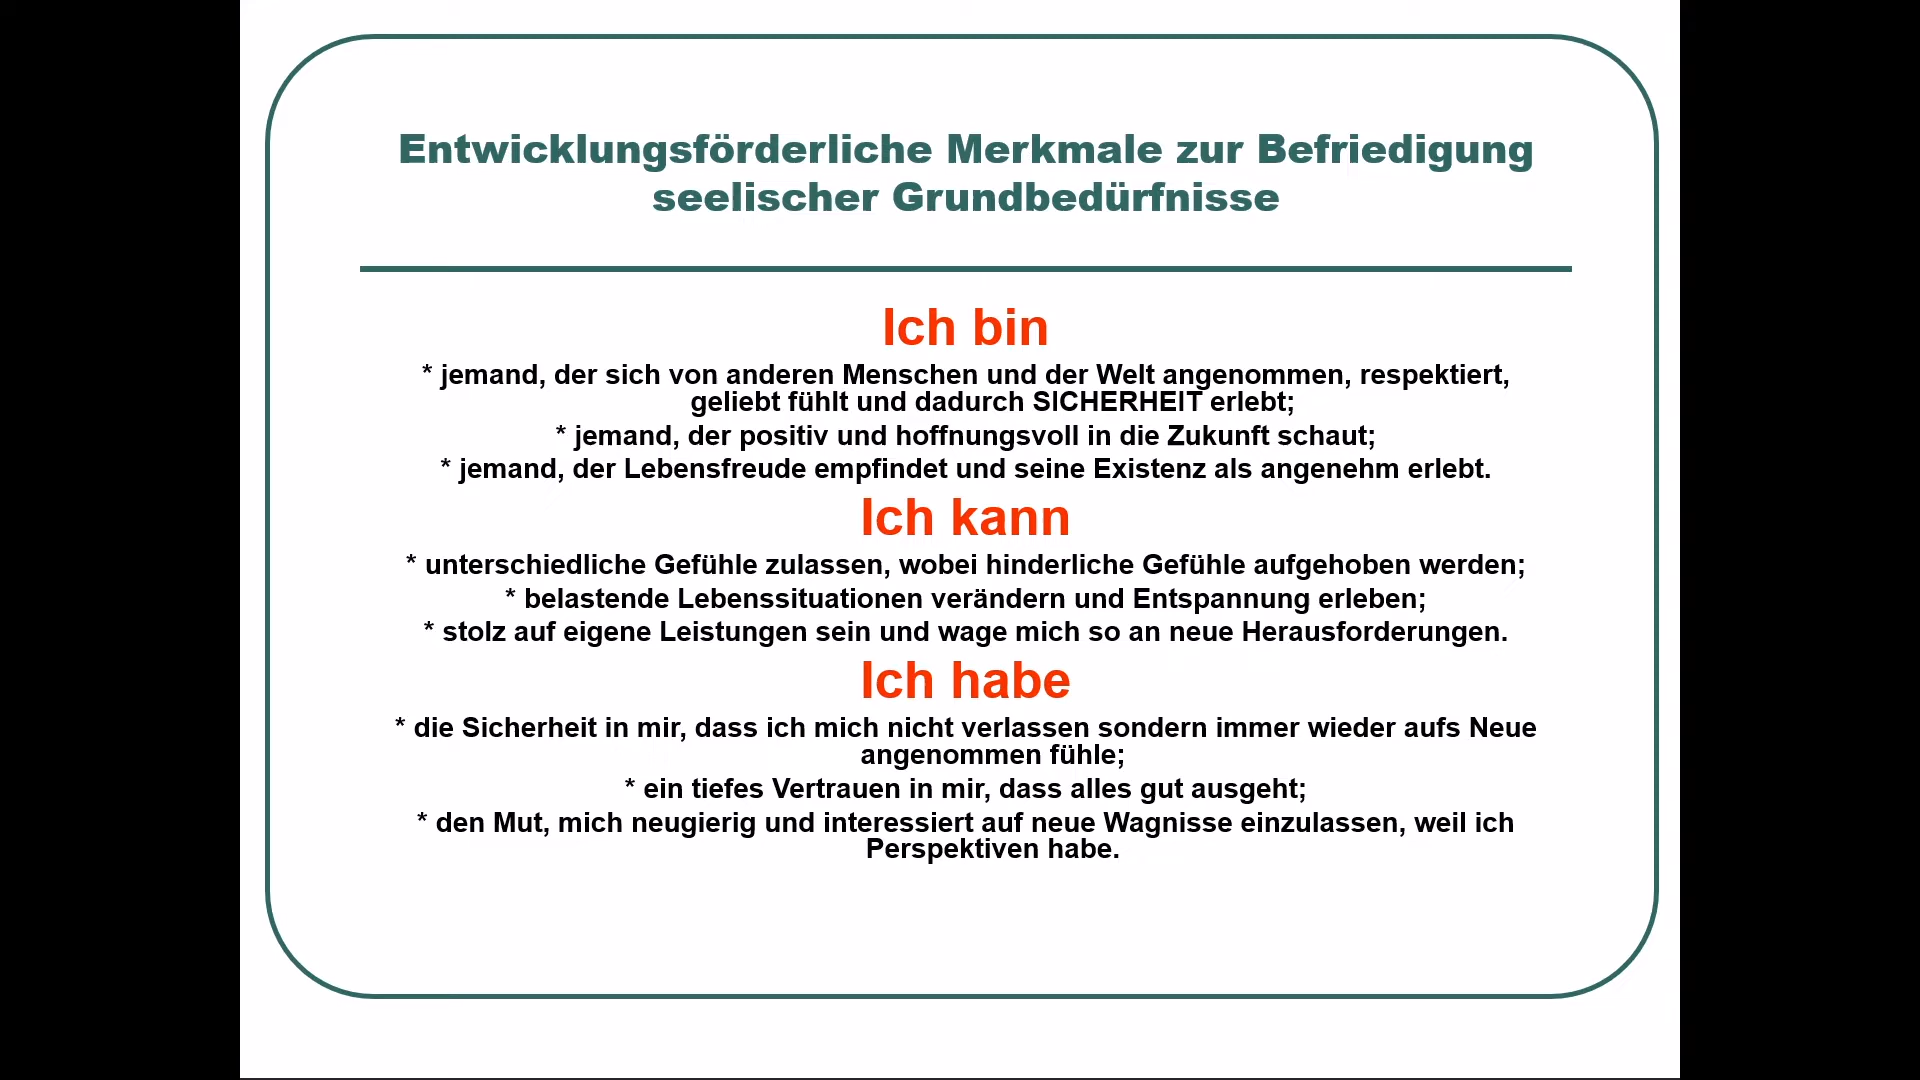 Entwicklungsförderliche Merkmale zur Befriedigung
seelischer Grundbedürfnisse
Ich bin
* jemand, der sich von anderen Menschen und der Welt angenommen, respektiert,
geliebt fühlt und dadurch SICHERHEIT erlebt;
* jemand, der positiv und hoffnungsvoll in die Zukunft schaut;
* jemand, der Lebensfreude empfindet und seine Existenz als angenehm erlebt.
Ich kann
* unterschiedliche Gefühle zulassen, wobei hinderliche Gefühle aufgehoben werden;
* belastende Lebenssituationen verändern und Entspannung erleben;
* stolz auf eigene Leistungen sein und wage mich so an neue Herausforderungen.
Ich habe
* die Sicherheit in mir, dass ich mich nicht verlassen sondern immer wieder aufs Neue
angenommen fühle;
* ein tiefes Vertrauen in mir, dass alles gut ausgeht;
* den Mut, mich neugierig und interessiert auf neue Wagnisse einzulassen, weil ich
Perspektiven habe.